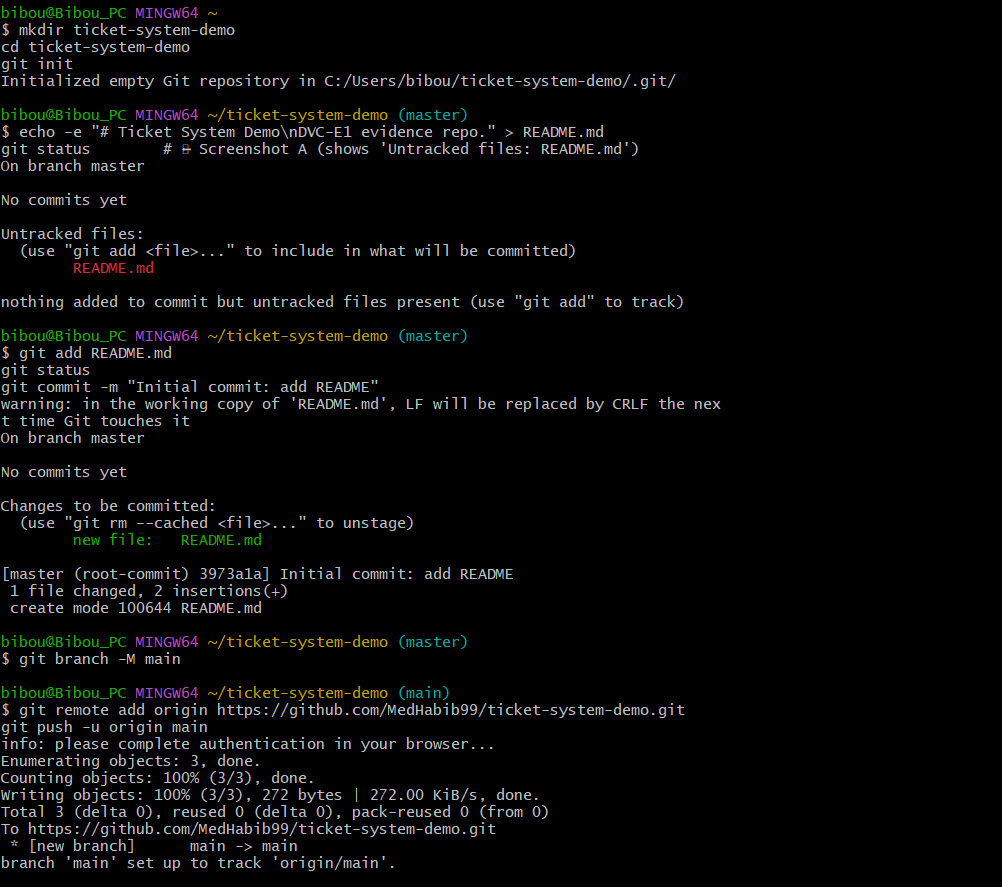 bibou@Bibou_PC MINGW64 ~
$ mkdir ticket-system-demo
cd ticket-system-demo
git init
Initialized empty Git repository in C:/Users/bibou/ticket-system-demo/.git/

bibou@Bibou_PC MINGW64 ~/ticket-system-demo (master)
$ echo -e "# Ticket System Demo\nDVC-E1 evidence repo." > README.md
git status        # Screenshot A (shows 'Untracked files: README.md')
On branch master

No commits yet

Untracked files:
  (use "git add <file>..." to include in what will be committed)
        README.md

nothing added to commit but untracked files present (use "git add" to track)

bibou@Bibou_PC MINGW64 ~/ticket-system-demo (master)
$ git add README.md
git status
git commit -m "Initial commit: add README"
warning: in the working copy of 'README.md', LF will be replaced by CRLF the nex
t time Git touches it
On branch master

No commits yet

Changes to be committed:
  (use "git rm --cached <file>..." to unstage)
        new file:   README.md

[master (root-commit) 3973a1a] Initial commit: add README
 1 file changed, 2 insertions(+)
 create mode 100644 README.md

bibou@Bibou_PC MINGW64 ~/ticket-system-demo (master)
$ git branch -M main

bibou@Bibou_PC MINGW64 ~/ticket-system-demo (main)
$ git remote add origin https://github.com/MedHabib99/ticket-system-demo.git
git push -u origin main
info: please complete authentication in your browser...
Enumerating objects: 3, done.
Counting objects: 100% (3/3), done.
Writing objects: 100% (3/3), 272 bytes | 272.00 KiB/s, done.
Total 3 (delta 0), reused 0 (delta 0), pack-reused 0 (from 0)
To https://github.com/MedHabib99/ticket-system-demo.git
 * [new branch]      main -> main
branch 'main' set up to track 'origin/main'.